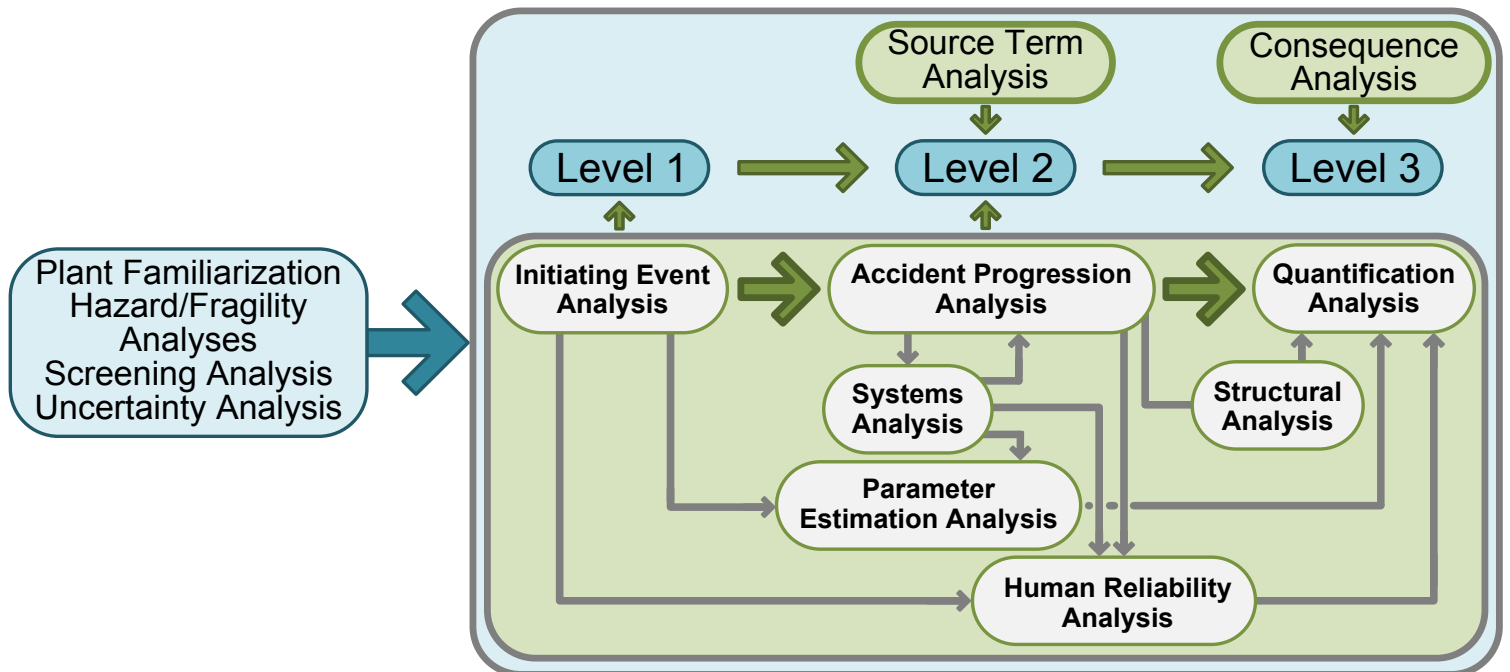 Source Term
Analysis
Consequence
Analysis
Level 1
Level 2
Level 3
Plant Familiarization
Hazard/Fragility
Analyses
Screening Analysis
Uncertainty Analysis
Initiating Event
Analysis
Accident Progression
Analysis
Quantification
Analysis
Systems
Analysis
Structural
Analysis
Parameter
Estimation Analysis
Human Reliability
Analysis